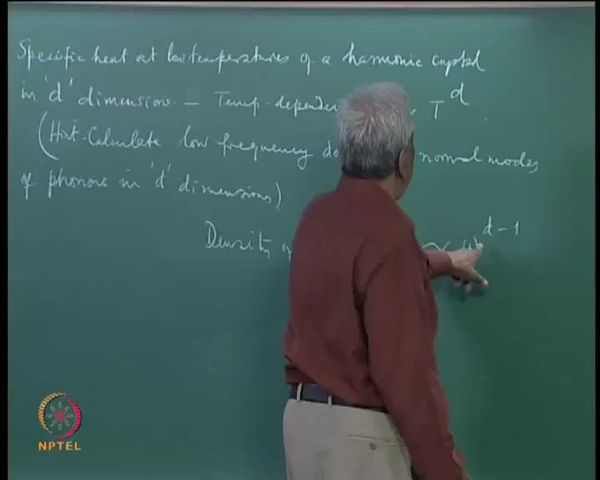 Specific heat at low temperatures of a harmonic crystal
in 'd' dimensions - Temp-depende T^d
(Hint-Calculate low frequency do normal modes
of phonons in 'd' dimensions)
Density o ~ ω^d-1
NPTEL